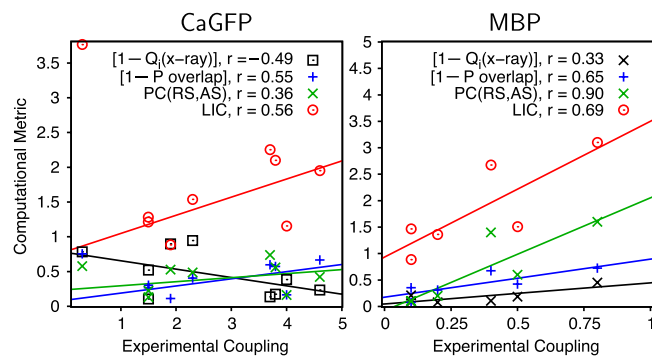 CaGFP
MBP
[1−Qi(x-ray)], r=−0.49
[1−P overlap], r= 0.55
PC(RS,AS), r= 0.36
LIC, r= 0.56
[1−Qi(x-ray)], r = 0.33
[1−P overlap], r = 0.65
PC(RS,AS), r = 0.90
LIC, r = 0.69
Computational Metric
3.5
3
2.5
2
1.5
1
0.5
0
1 2 3 4 5
5
4.5
4
3.5
3
2.5
2
1.5
1
0.5
0
0 0.25 0.5 0.75 1
Experimental Coupling
Experimental Coupling